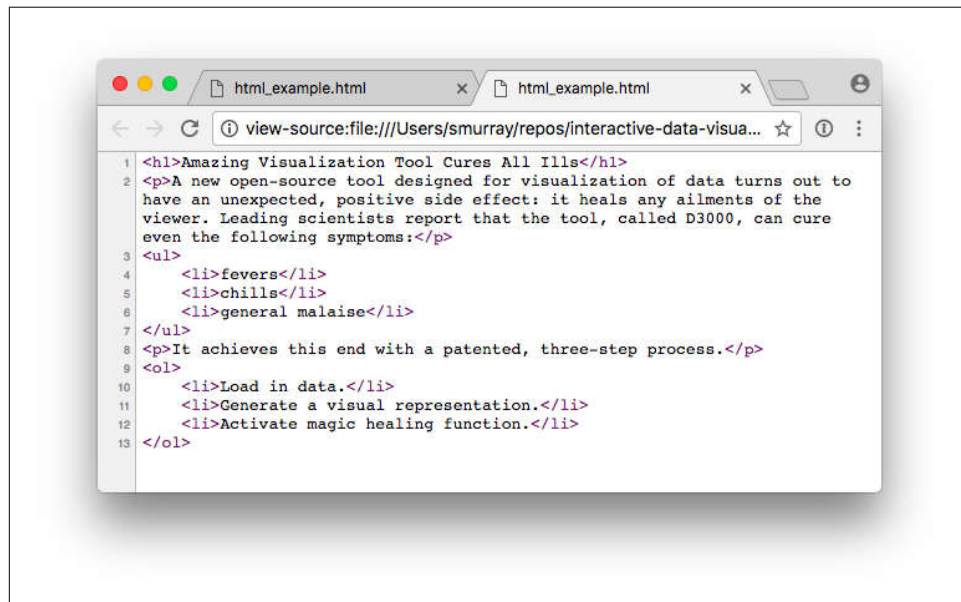 html_example.html
html_example.html
view-source:file:///Users/smurray/repos/interactive-data-visua...
1 <h1>Amazing Visualization Tool Cures All Ills</h1>
2 <p>A new open-source tool designed for visualization of data turns out to
have an unexpected, positive side effect: it heals any ailments of the
viewer. Leading scientists report that the tool, called D3000, can cure
even the following symptoms:</p>
3 <ul>
4     <li>fevers</li>
5     <li>chills</li>
6     <li>general malaise</li>
7 </ul>
8 <p>It achieves this end with a patented, three-step process.</p>
9 <ol>
10     <li>Load in data.</li>
11     <li>Generate a visual representation.</li>
12     <li>Activate magic healing function.</li>
13 </ol>